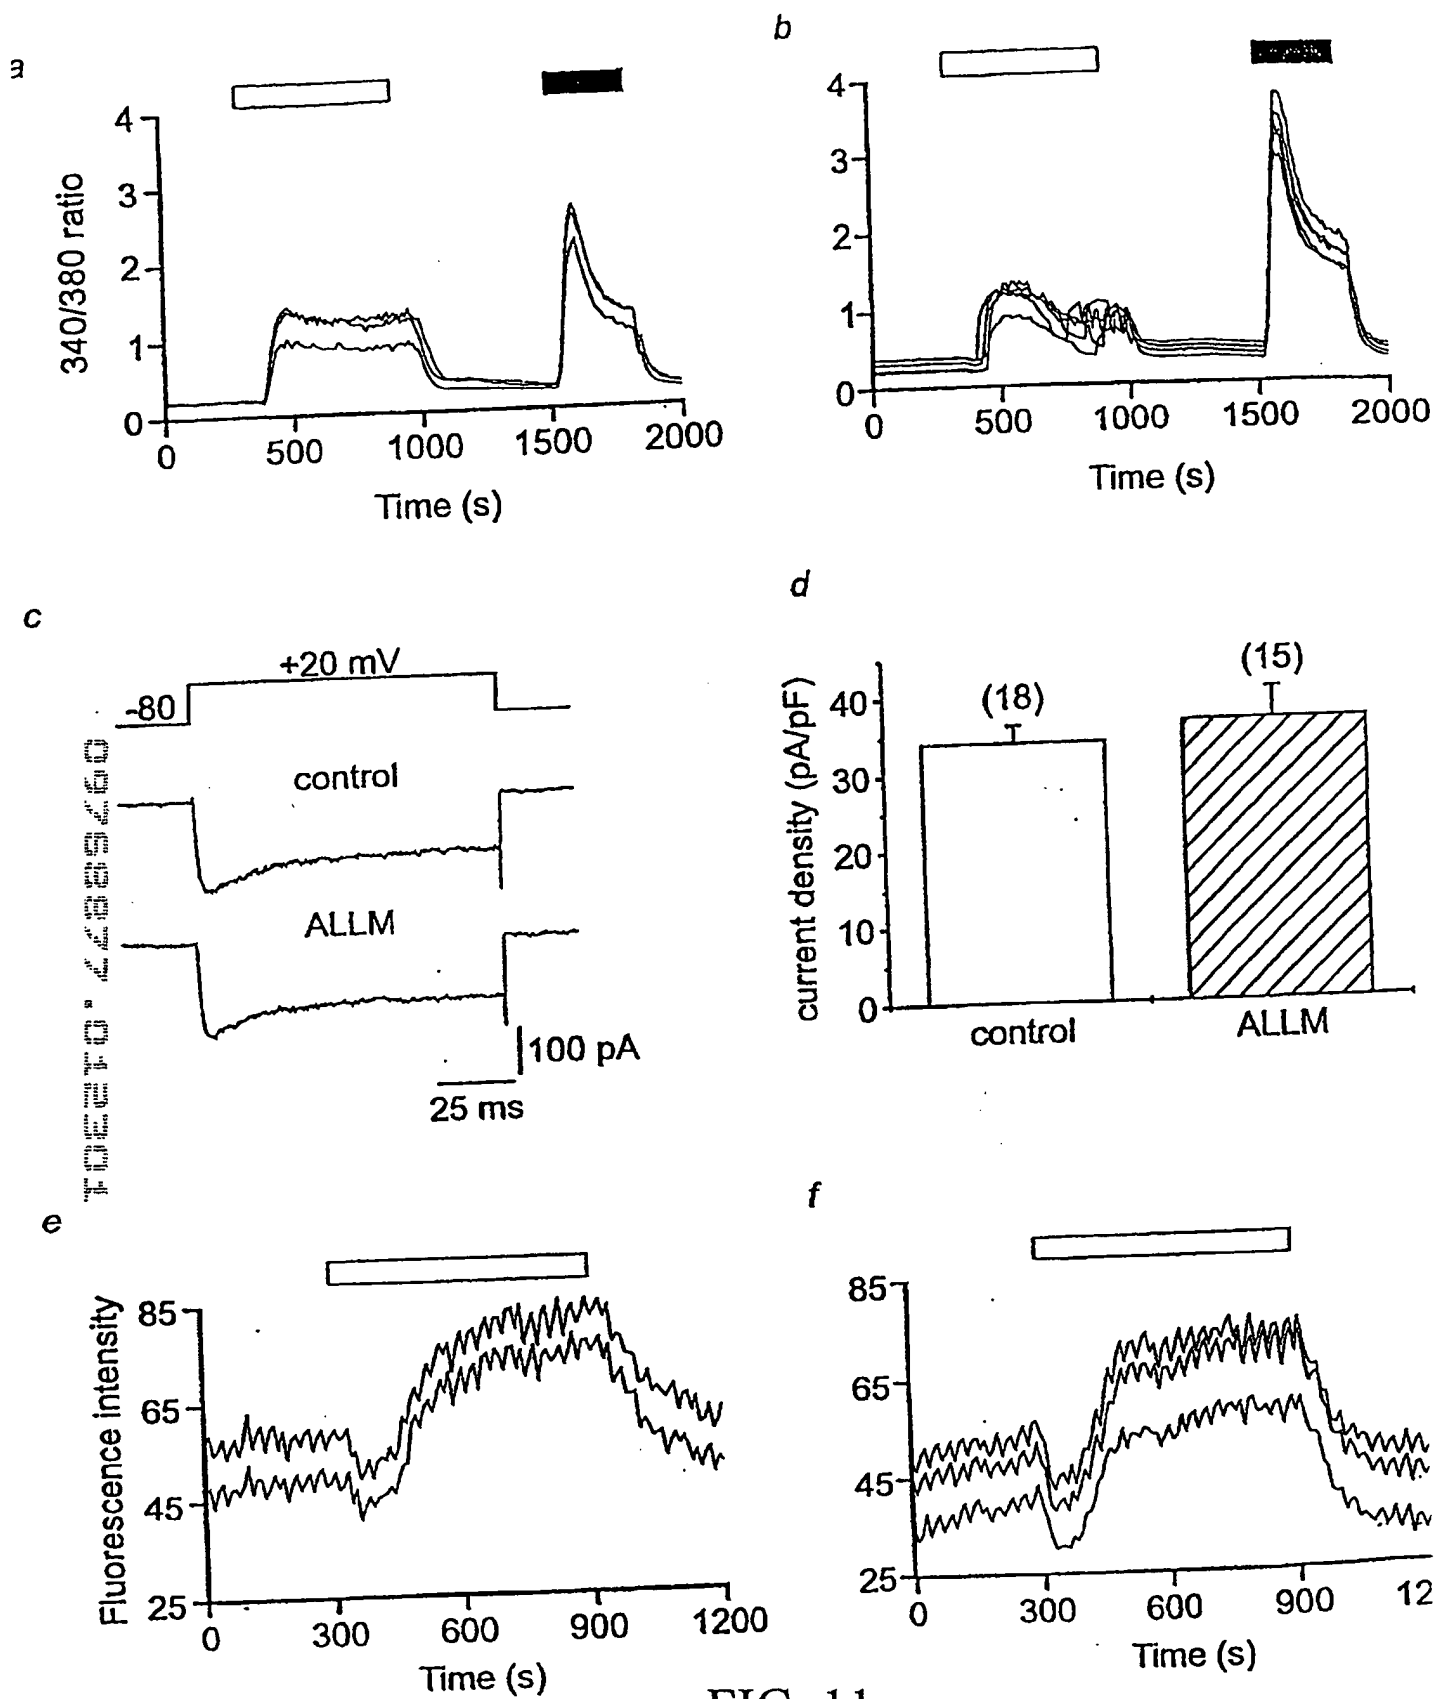 a
4
3
2
1
0
340/380 ratio
0 500 1000 1500 2000
Time (s)
b
4
3
2
1
0
0 500 1000 1500 2000
Time (s)
c
+20 mV
-80
control
ALLM
100 pA
25 ms
d
(18)
(15)
40
30
20
10
0
current density (pA/pF)
control ALLM
e
85
65
45
25
Fluorescence intensity
0 300 600 900 1200
Time (s)
f
85
65
45
25
0 300 600 900 12
Time (s)